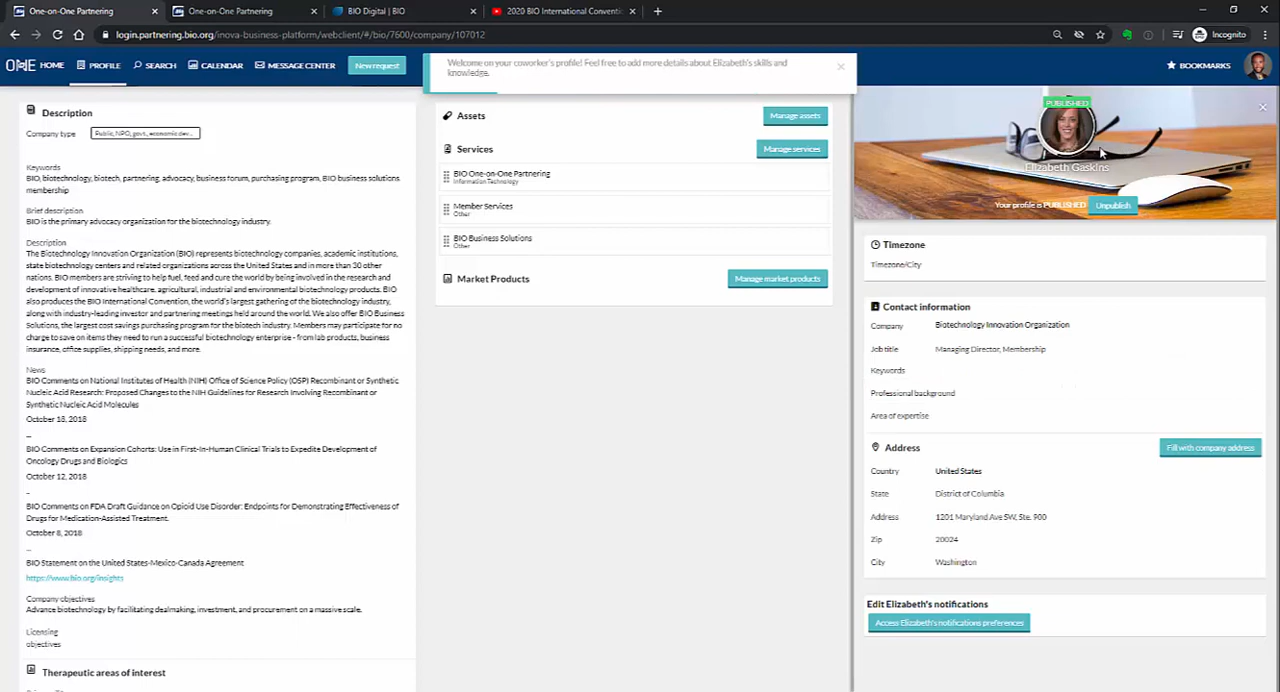 One-on-One Partnering
One-on-One Partnering
BIO Digital | BIO
2020 BIO International Conventi
login.partnering.bio.org/inova-business-platform/webclient/#/bio/7600/company/107012
Incognito
ONE HOME
PROFILE
SEARCH
CALENDAR
MESSAGE CENTER
New request
BOOKMARKS
Welcome on your coworker's profile! Feel free to add more details about Elizabeth's skills and
knowledge.
Description
Company type
Public, NPO, govt., economic dev...
Keywords
BIO, biotechnology, biotech, partnering, advocacy, business forum, purchasing program, BIO business solutions
membership
Brief description
BIO is the primary advocacy organization for the biotechnology industry.
Description
The Biotechnology Innovation Organization (BIO) represents biotechnology companies, academic institutions,
state biotechnology centers and related organizations across the United States and in more than 30 other
nations. BIO members are striving to help fuel, feed and cure the world by being involved in the research and
development of innovative healthcare, agricultural, industrial and environmental biotechnology products. BIO
also produces the BIO International Convention, the world's largest gathering of the biotechnology industry,
along with industry-leading investor and partnering meetings held around the world. We also offer BIO Business
Solutions, the largest cost savings purchasing program for the biotech industry. Members may participate for no
charge to save on items they need to run a successful biotechnology enterprise - from lab products, business
insurance, office supplies, shipping needs, and more.
News
BIO Comments on National Institutes of Health (NIH) Office of Science Policy (OSP) Recombinant or Synthetic
Nucleic Acid Research: Proposed Changes to the NIH Guidelines for Research Involving Recombinant or
Synthetic Nucleic Acid Molecules
October 18, 2018
--
BIO Comments on Expansion Cohorts: Use in First-In-Human Clinical Trials to Expedite Development of
Oncology Drugs and Biologics
October 12, 2018
-
BIO Comments on FDA Draft Guidance on Opioid Use Disorder: Endpoints for Demonstrating Effectiveness of
Drugs for Medication-Assisted Treatment.
October 8, 2018
--
BIO Statement on the United States-Mexico-Canada Agreement
https://www.bio.org/insights
Company objectives
Advance biotechnology by facilitating dealmaking, investment, and procurement on a massive scale.
Licensing
objectives
Therapeutic areas of interest
Assets
Manage assets
Services
Manage services
BIO One-on-One Partnering
Information Technology
Member Services
Other
BIO Business Solutions
Other
Market Products
Manage market products
PUBLISHED
Elizabeth Gaskins
Your profile is PUBLISHED
Unpublish
Timezone
Timezone/City
Contact information
Company
Biotechnology Innovation Organization
Job title
Managing Director, Membership
Keywords
Professional background
Area of expertise
Address
Fill with company address
Country
United States
State
District of Columbia
Address
1201 Maryland Ave SW, Ste. 900
Zip
20024
City
Washington
Edit Elizabeth's notifications
Access Elizabeth's notifications preferences